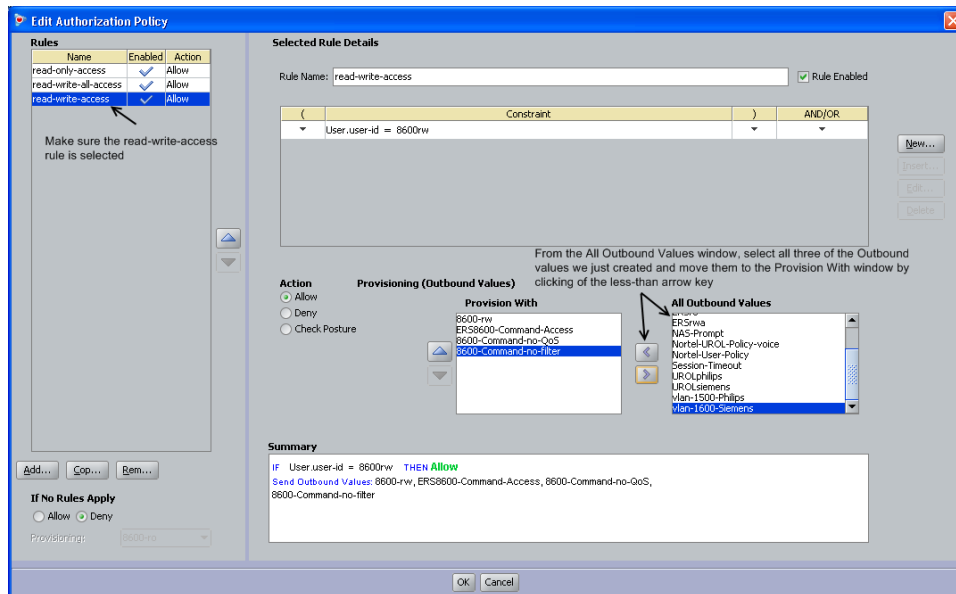 Edit Authorization Policy
Rules
Name Enabled Action
read-only-access Allow
read-write-all-access Allow
read-write-access Allow
Make sure the read-write-access
rule is selected
Add... Cop... Rem...
If No Rules Apply
Allow Deny
Provisioning: 8600-ro
Selected Rule Details
Rule Name: read-write-access Rule Enabled
( Constraint ) AND/OR
User.user-id = 8600rw
New...
Insert...
Edit...
Delete
From the All Outbound Values window, select all three of the Outbound
values we just created and move them to the Provision With window by
clicking of the less-than arrow key
Action
Allow
Deny
Check Posture
Provisioning (Outbound Values)
Provision With
8600-rw
ERS8600-Command-Access
8600-Command-no-QoS
8600-Command-no-filter
<
>
All Outbound Values
ERSrwa
NAS-Prompt
Nortel-UROL-Policy-voice
Nortel-User-Policy
Session-Timeout
UROLphilips
UROLsiemens
vlan-1500-Philips
vlan-1600-Siemens
Summary
IF User.user-id = 8600rw THEN Allow
Send Outbound Values: 8600-rw, ERS8600-Command-Access, 8600-Command-no-QoS,
8600-Command-no-filter
OK Cancel